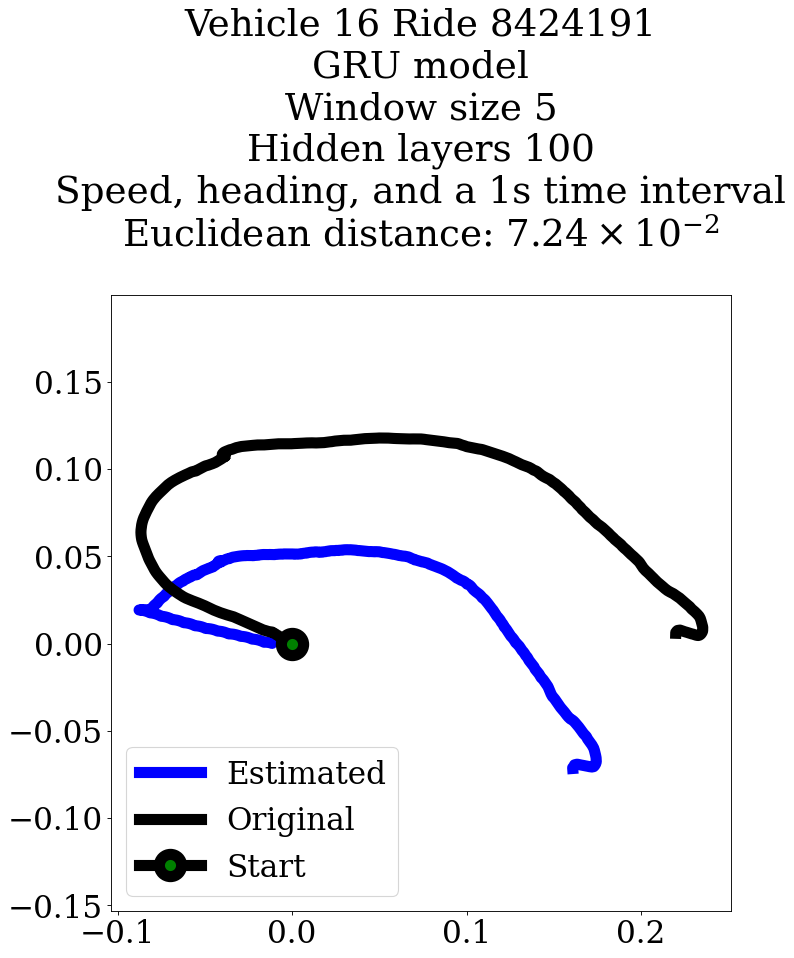 Vehicle 16 Ride 8424191
GRU model
Window size 5
Hidden layers 100
Speed, heading, and a 1s time interval
Euclidean distance: 7.24 × 10⁻²
0.15
0.10
0.05
0.00
−0.05
−0.10
−0.15
Estimated
Original
Start
−0.1 0.0 0.1 0.2